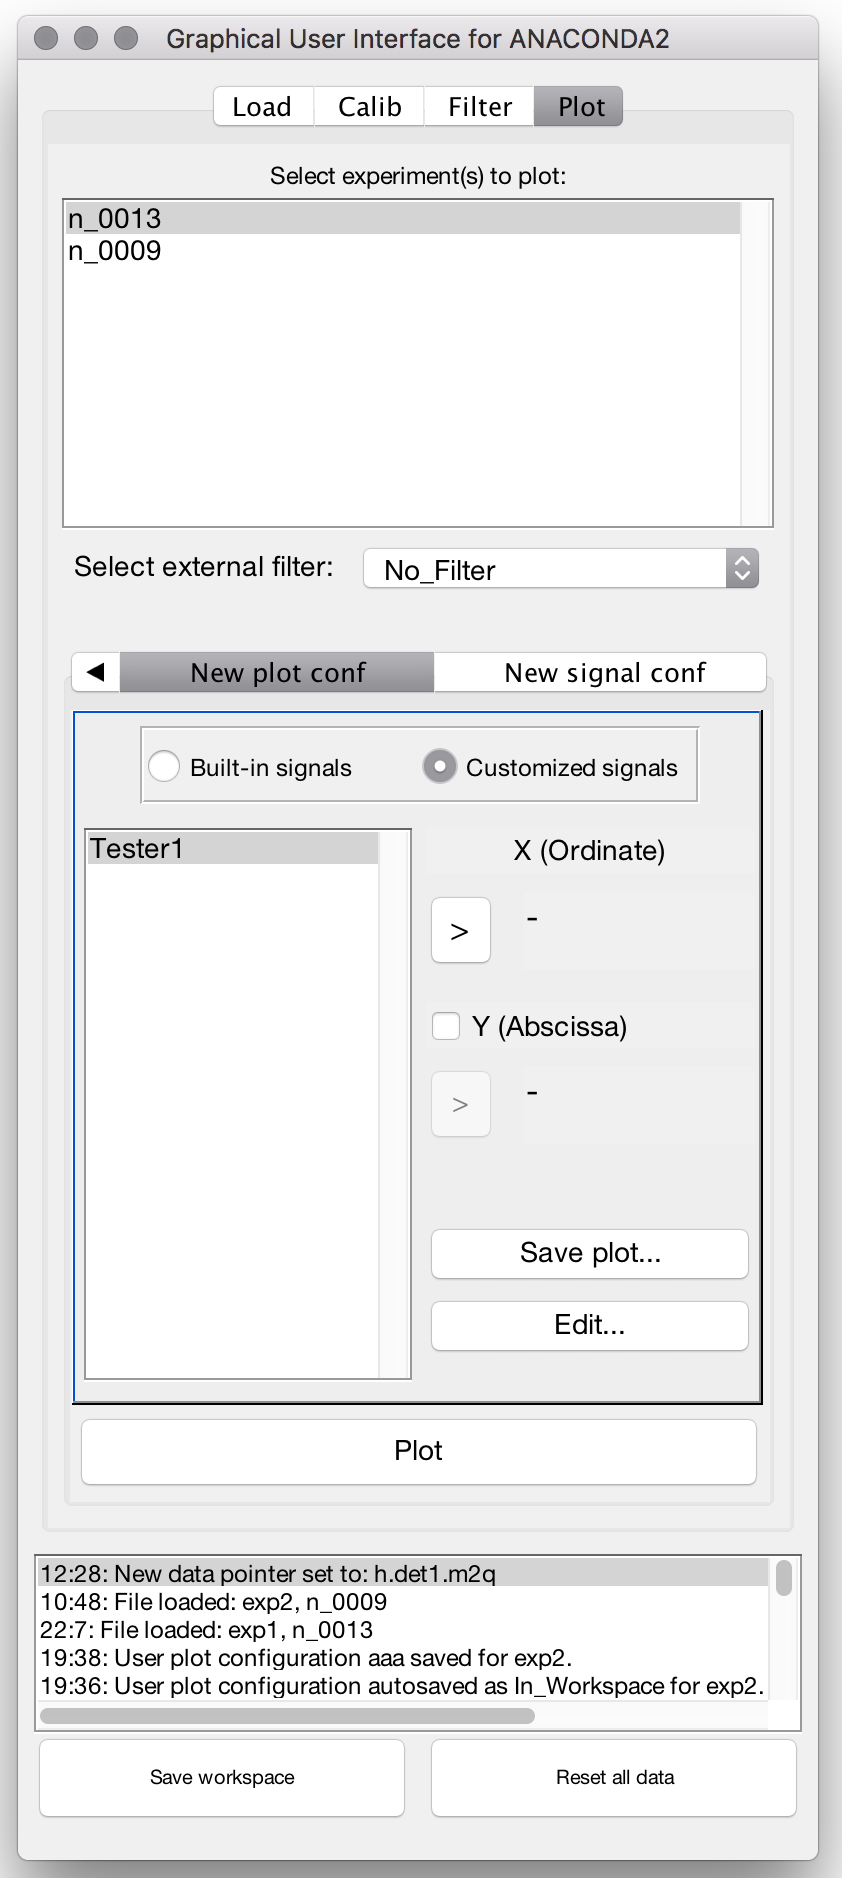 Graphical User Interface for ANACONDA2
Load Calib Filter Plot
Select experiment(s) to plot:
n_0013
n_0009
Select external filter: No_Filter
◀ New plot conf New signal conf
Built-in signals Customized signals
Tester1
X (Ordinate)
> -
Y (Abscissa)
> -
Save plot...
Edit...
Plot
12:28: New data pointer set to: h.det1.m2q
10:48: File loaded: exp2, n_0009
22:7: File loaded: exp1, n_0013
19:38: User plot configuration aaa saved for exp2.
19:36: User plot configuration autosaved as In_Workspace for exp2.
Save workspace Reset all data